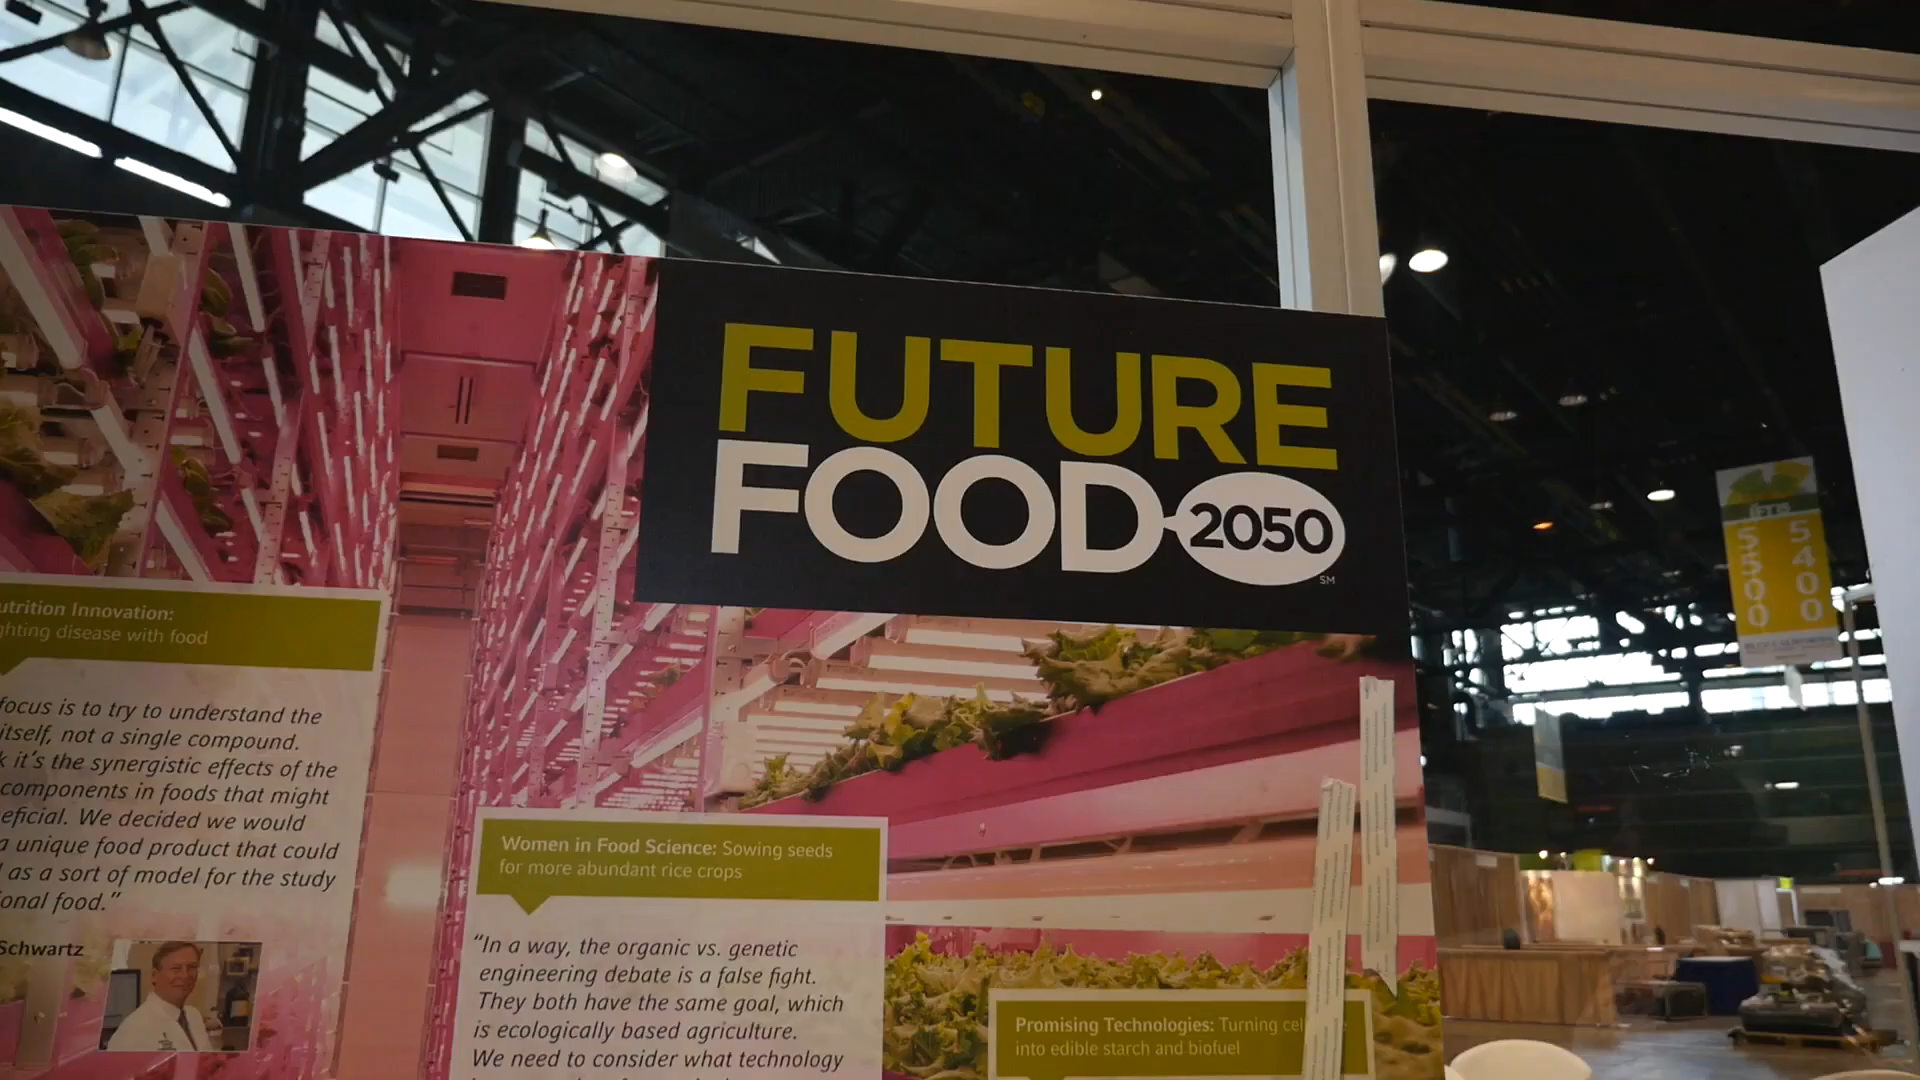 FUTURE
FOOD 2050
SM
utrition Innovation:
ghting disease with food
focus is to try to understand the
itself, not a single compound.
k it's the synergistic effects of the
components in foods that might
eficial. We decided we would
a unique food product that could
as a sort of model for the study
onal food."
Schwartz
Women in Food Science: Sowing seeds
for more abundant rice crops
"In a way, the organic vs. genetic
engineering debate is a false fight.
They both have the same goal, which
is ecologically based agriculture.
We need to consider what technology
Promising Technologies: Turning cel
into edible starch and biofuel
5500
5400